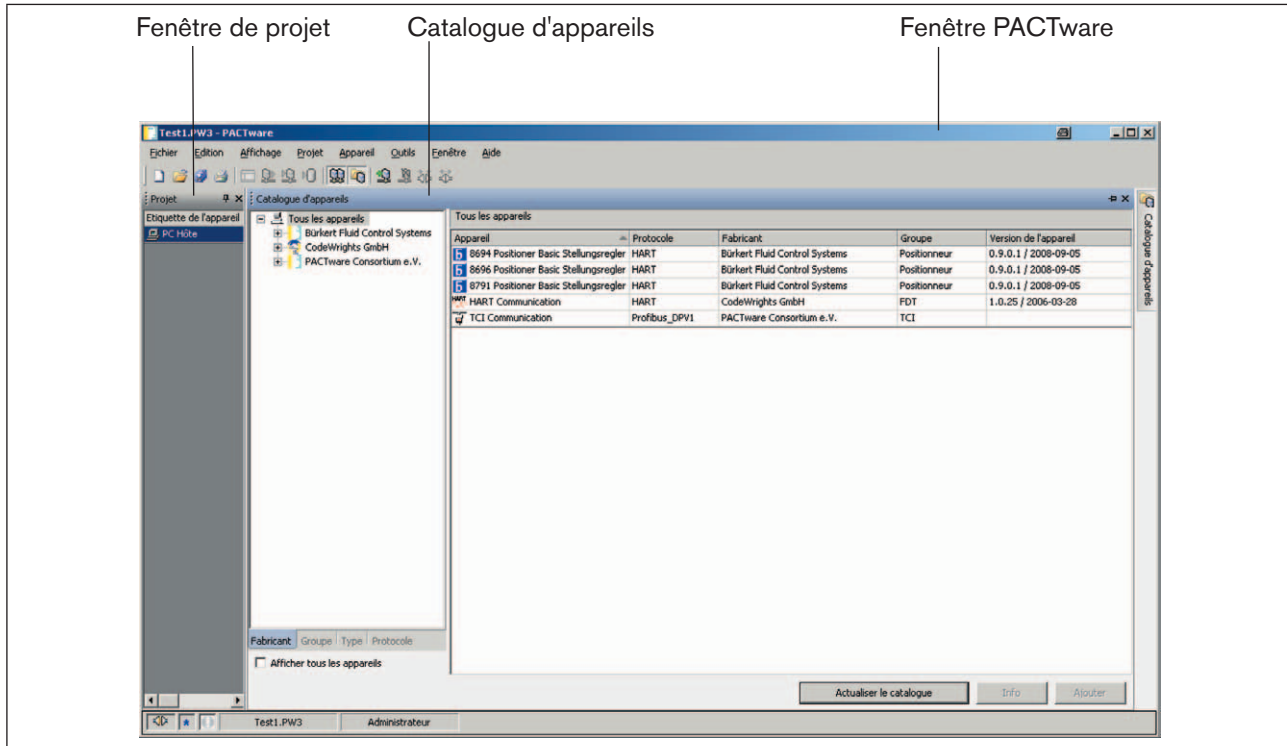 Fenêtre de projet Catalogue d'appareils Fenêtre PACTware
Test1.PW3 - PACTware
Fichier Edition Affichage Projet Appareil Outils Fenêtre Aide
Projet Catalogue d'appareils
Etiquette de l'appareil
PC Hôte
Tous les appareils
Bürkert Fluid Control Systems
CodeWrights GmbH
PACTware Consortium e.V.
Tous les appareils
Appareil Protocole Fabricant Groupe Version de l'appareil
8694 Positioner Basic Stellungsregler HART Bürkert Fluid Control Systems Positionneur 0.9.0.1 / 2008-09-05
8696 Positioner Basic Stellungsregler HART Bürkert Fluid Control Systems Positionneur 0.9.0.1 / 2008-09-05
8791 Positioner Basic Stellungsregler HART Bürkert Fluid Control Systems Positionneur 0.9.0.1 / 2008-09-05
HART HART Communication HART CodeWrights GmbH FDT 1.0.25 / 2006-03-28
TCI Communication Profibus_DPV1 PACTware Consortium e.V. TCI
Catalogue d'appareils
Fabricant Groupe Type Protocole
Afficher tous les appareils
Actualiser le catalogue Info Ajouter
Test1.PW3 Administrateur